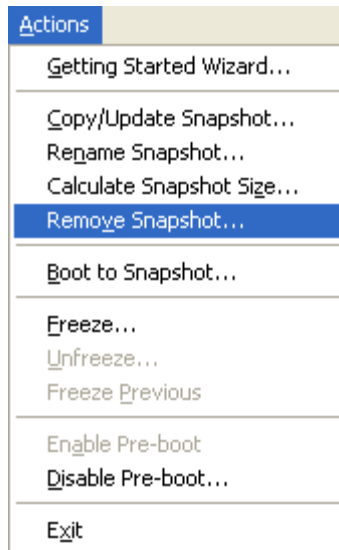 Actions
Getting Started Wizard...
Copy/Update Snapshot...
Rename Snapshot...
Calculate Snapshot Size...
Remove Snapshot...
Boot to Snapshot...
Freeze...
Unfreeze...
Freeze Previous
Enable Pre-boot
Disable Pre-boot...
Exit